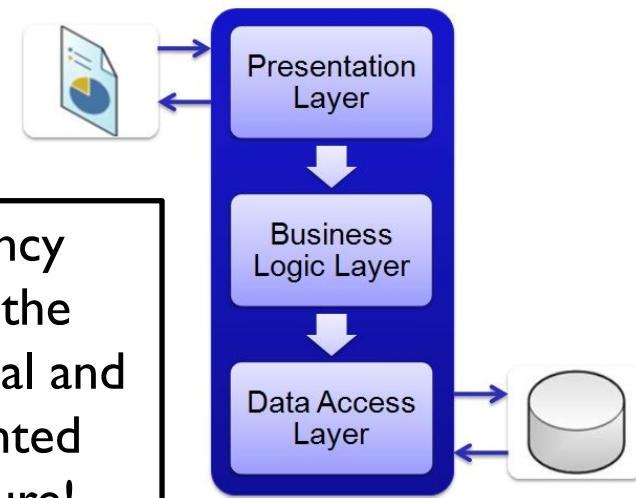 Presentation
Layer
Business
Logic Layer
Data Access
Layer
ncy
the
al and
nted
ure!